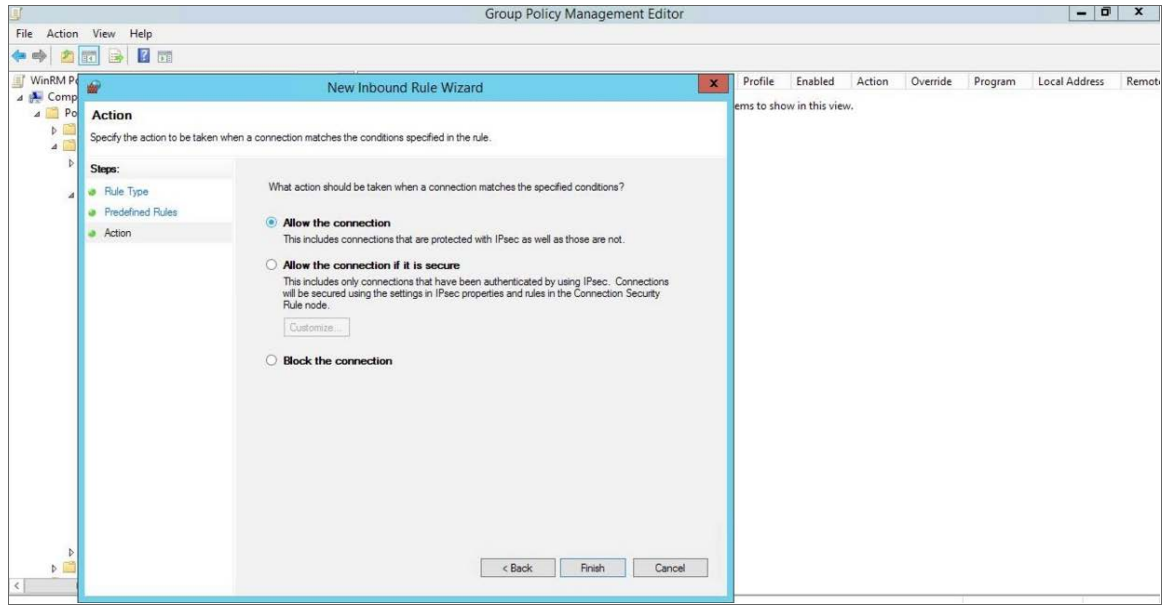 Group Policy Management Editor
File Action View Help
WinRM Po
Comp
Po
New Inbound Rule Wizard
Profile Enabled Action Override Program Local Address Remot
ems to show in this view.
Action
Specify the action to be taken when a connection matches the conditions specified in the rule.
Steps:
Rule Type
Predefined Rules
Action
What action should be taken when a connection matches the specified conditions?
Allow the connection
This includes connections that are protected with IPsec as well as those are not.
Allow the connection if it is secure
This includes only connections that have been authenticated by using IPsec. Connections
will be secured using the settings in IPsec properties and rules in the Connection Security
Rule node.
Customize...
Block the connection
< Back Finish Cancel